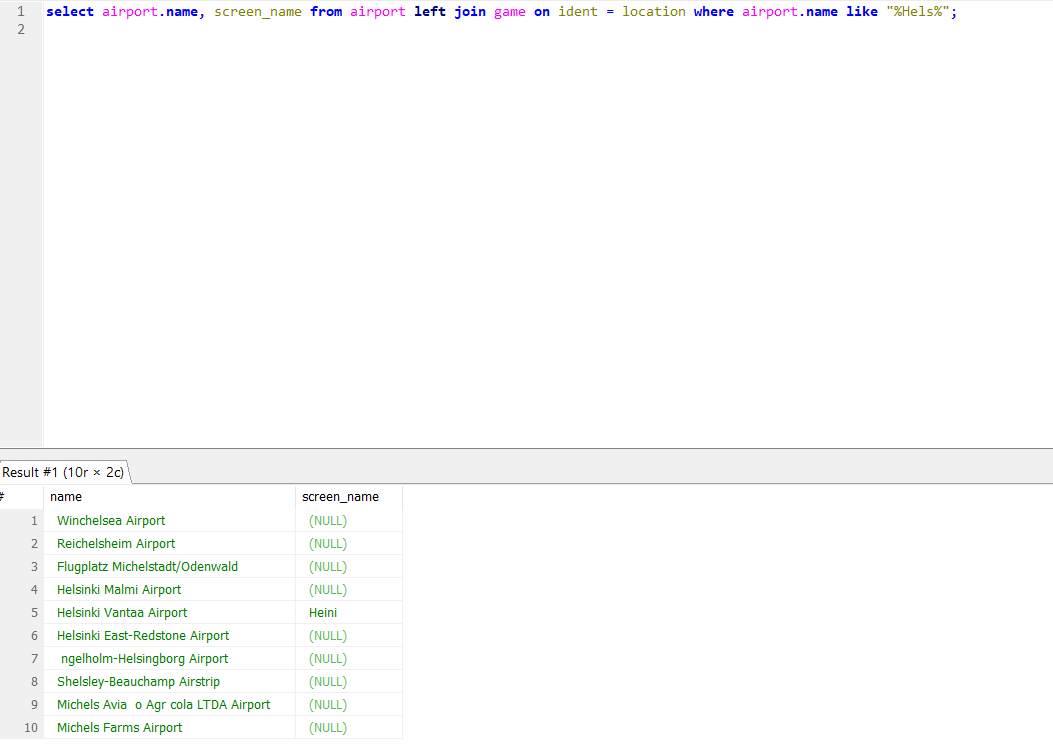 1 select airport.name, screen_name from airport left join game on ident = location where airport.name like "%Hels%";
2
Result #1 (10r × 2c)
# name screen_name
1 Winchelsea Airport (NULL)
2 Reichelsheim Airport (NULL)
3 Flugplatz Michelstadt/Odenwald (NULL)
4 Helsinki Malmi Airport (NULL)
5 Helsinki Vantaa Airport Heini
6 Helsinki East-Redstone Airport (NULL)
7 ngelholm-Helsingborg Airport (NULL)
8 Shelsley-Beauchamp Airstrip (NULL)
9 Michels Avia o Agr cola LTDA Airport (NULL)
10 Michels Farms Airport (NULL)